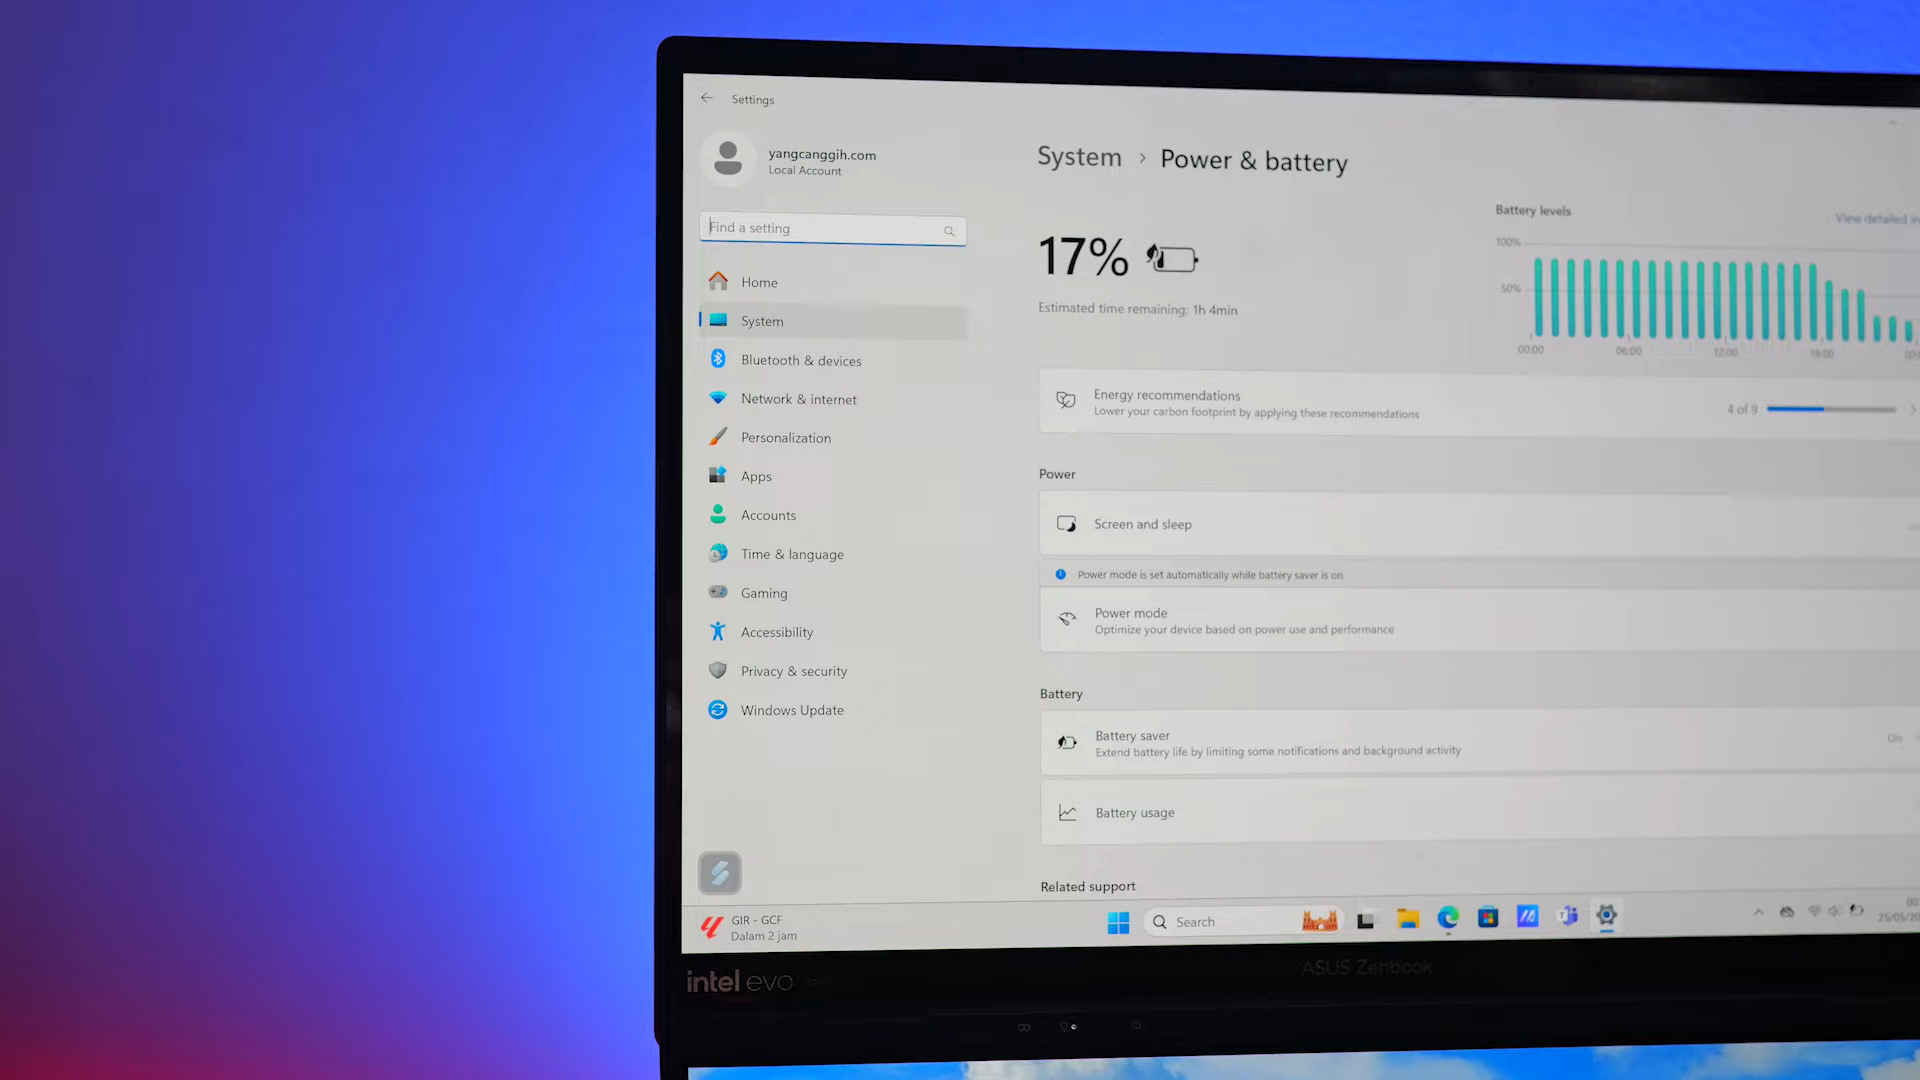 Settings
yangcanggih.com
Local Account
Find a setting
Home
System
Bluetooth & devices
Network & internet
Personalization
Apps
Accounts
Time & language
Gaming
Accessibility
Privacy & security
Windows Update
System > Power & battery
17%
Estimated time remaining: 1h 4min
Battery levels
View detailed
100%
50%
00:00 06:00 12:00 18:00
Energy recommendations
Lower your carbon footprint by applying these recommendations
4 of 9
Power
Screen and sleep
Power mode is set automatically while battery saver is on
Power mode
Optimize your device based on power use and performance
Battery
Battery saver
Extend battery life by limiting some notifications and background activity
On
Battery usage
Related support
GIR - GCF
Dalam 2 jam
Search
25/05/20
intel evo
ASUS Zenbook